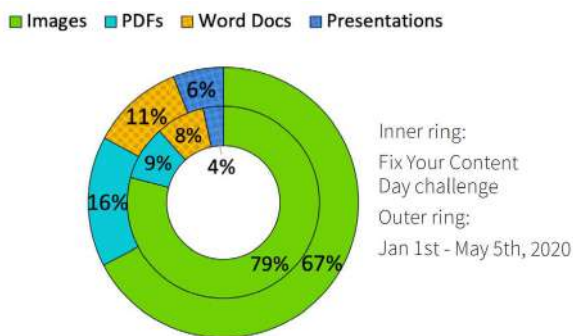 Images PDFs Word Docs Presentations
6%
11%
8%
9%
4%
16%
79% 67%
Inner ring:
Fix Your Content
Day challenge
Outer ring:
Jan 1st - May 5th, 2020